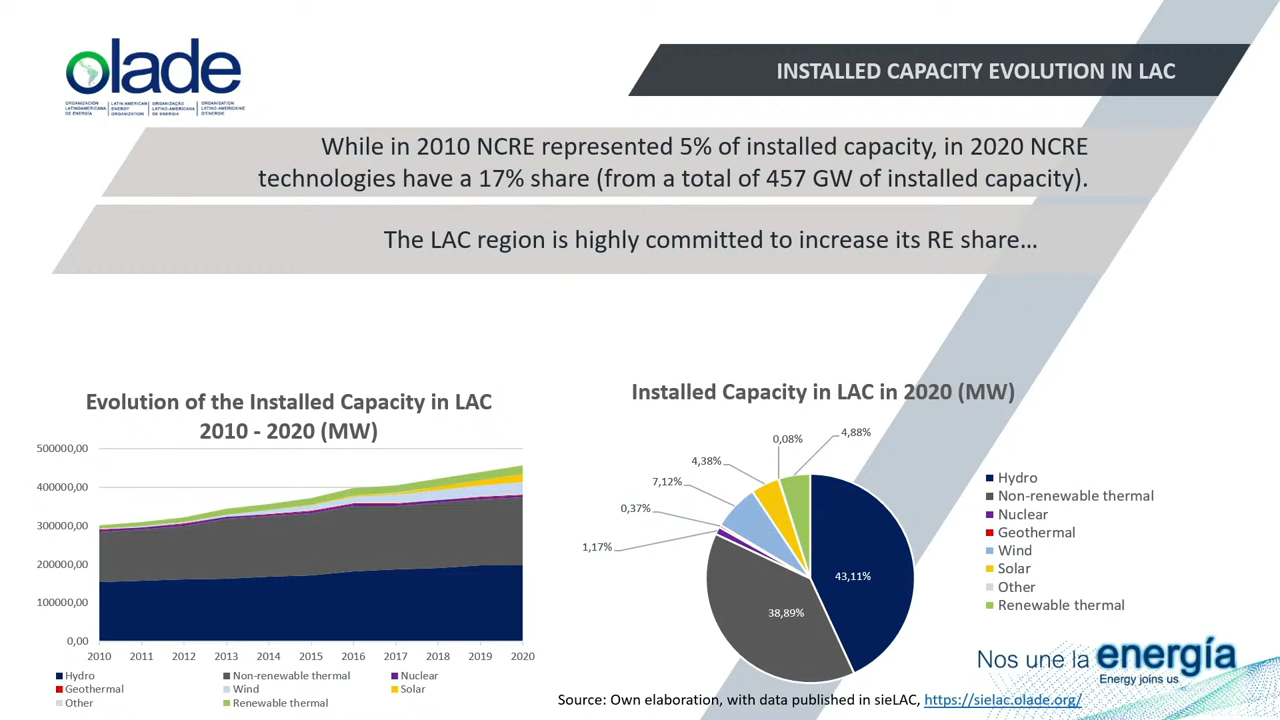 olade
ORGANIZACIÓN LATINOAMERICANA DE ENERGÍA
LATIN AMERICAN ENERGY ORGANIZATION
ORGANIZAÇÃO LATINO-AMERICANA DE ENERGIA
ORGANISATION LATINO-AMERICAINE D'ENERGIE
INSTALLED CAPACITY EVOLUTION IN LAC
While in 2010 NCRE represented 5% of installed capacity, in 2020 NCRE
technologies have a 17% share (from a total of 457 GW of installed capacity).
The LAC region is highly committed to increase its RE share...
Evolution of the Installed Capacity in LAC
2010 - 2020 (MW)
500000,00
400000,00
300000,00
200000,00
100000,00
0,00
2010 2011 2012 2013 2014 2015 2016 2017 2018 2019 2020
Hydro Non-renewable thermal Nuclear
Geothermal Wind Solar
Other Renewable thermal
Installed Capacity in LAC in 2020 (MW)
0,08%
4,88%
4,38%
7,12%
0,37%
1,17%
43,11%
38,89%
Hydro
Non-renewable thermal
Nuclear
Geothermal
Wind
Solar
Other
Renewable thermal
Nos une la energía
Energy joins us
Source: Own elaboration, with data published in sieLAC, https://sielac.olade.org/